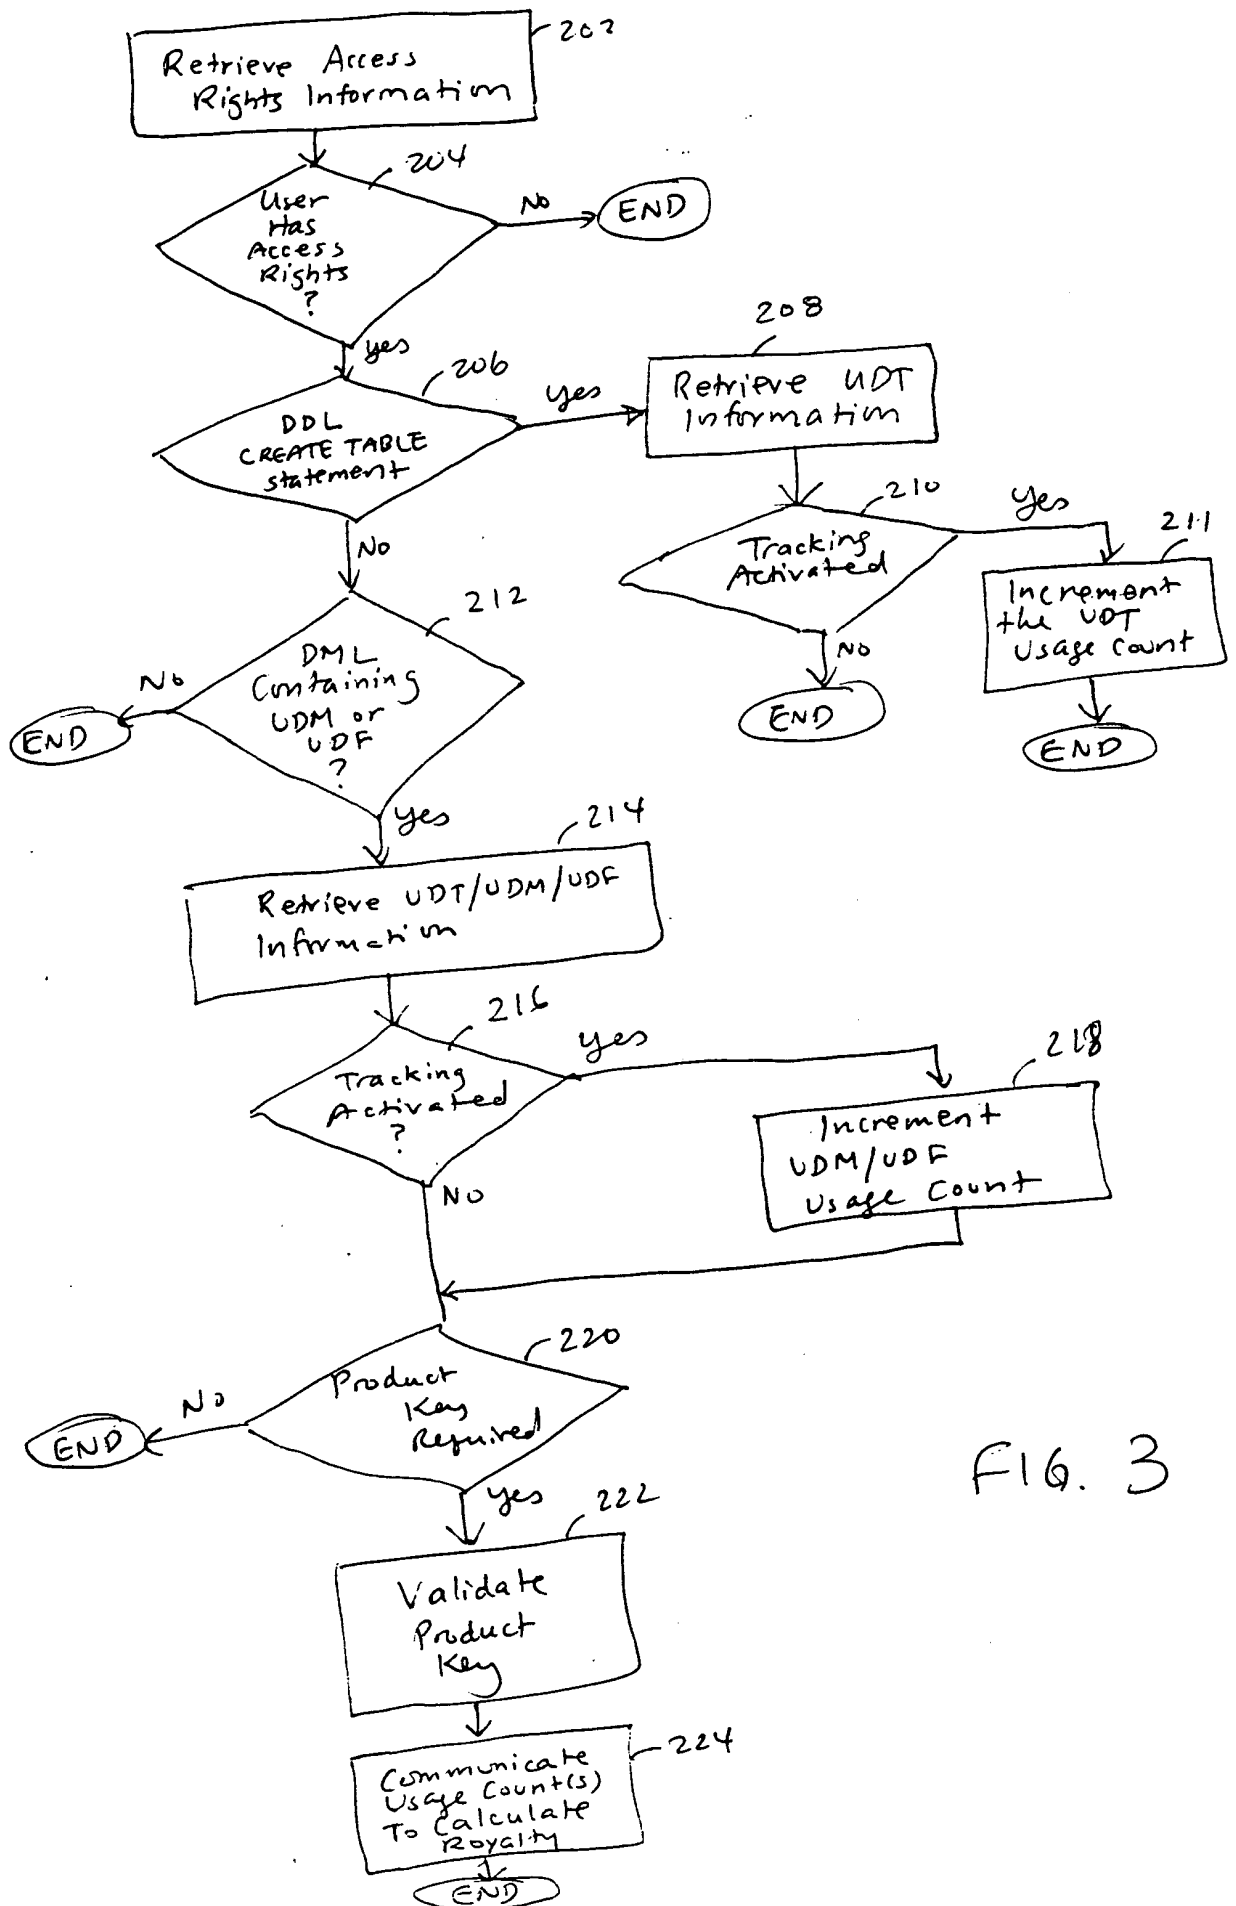 202
Retrieve Access
Rights Information
204
User
Has
Access
Rights
?
No
END
yes
206
DDL
CREATE TABLE
statement
yes
208
Retrieve UDT
Information
210
Tracking
Activated
yes
211
Increment
the UDT
Usage Count
END
No
END
No
212
DML
Containing
UDM or
UDF
?
No
END
yes
214
Retrieve UDT/UDM/UDF
Information
216
Tracking
Activated
?
yes
218
Increment
UDM/UDF
Usage Count
No
220
Product
Key
Required
No
END
yes
222
Validate
Product
Key
224
Communicate
Usage Count(s)
To Calculate
Royalty
END
FIG. 3